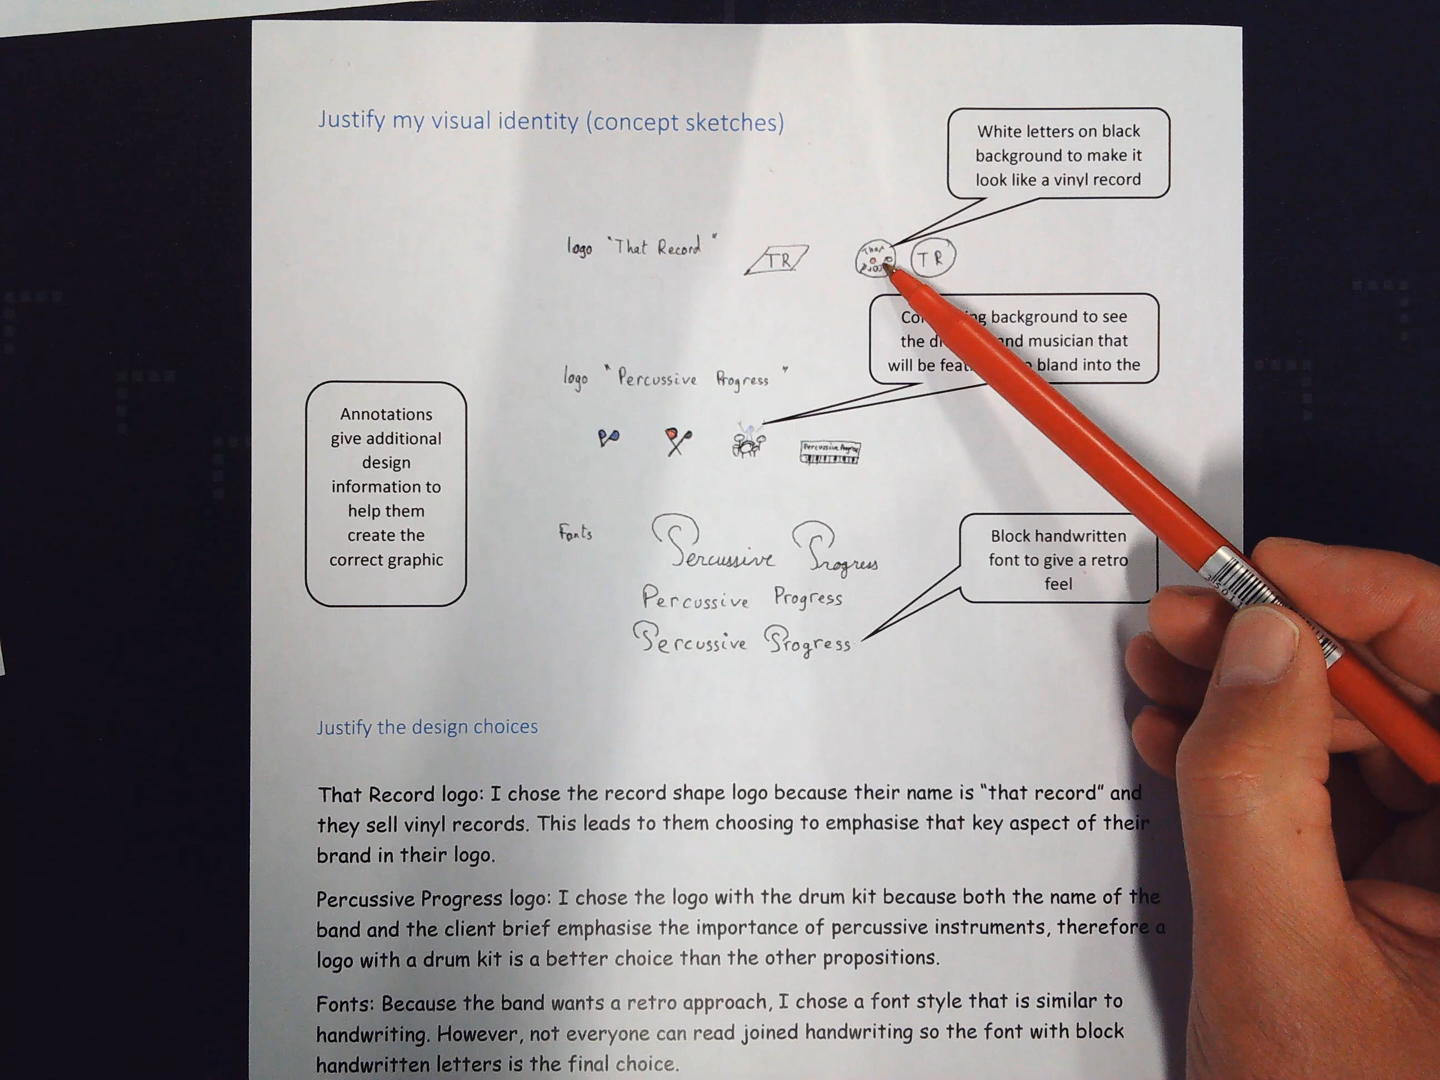 Justify my visual identity (concept sketches)
White letters on black
background to make it
look like a vinyl record
logo "That Record"
TR
That
TR
background to see
the and musician that
will be bland into the
logo "Percussive Progress"
Percussive Progress
Annotations
give additional
design
information to
help them
create the
correct graphic
Fonts
Percussive Progress
Percussive Progress
Percussive Progress
Block handwritten
font to give a retro
feel
Justify the design choices
That Record logo: I chose the record shape logo because their name is “that record” and
they sell vinyl records. This leads to them choosing to emphasise that key aspect of their
brand in their logo.
Percussive Progress logo: I chose the logo with the drum kit because both the name of the
band and the client brief emphasise the importance of percussive instruments, therefore a
logo with a drum kit is a better choice than the other propositions.
Fonts: Because the band wants a retro approach, I chose a font style that is similar to
handwriting. However, not everyone can read joined handwriting so the font with block
handwritten letters is the final choice.